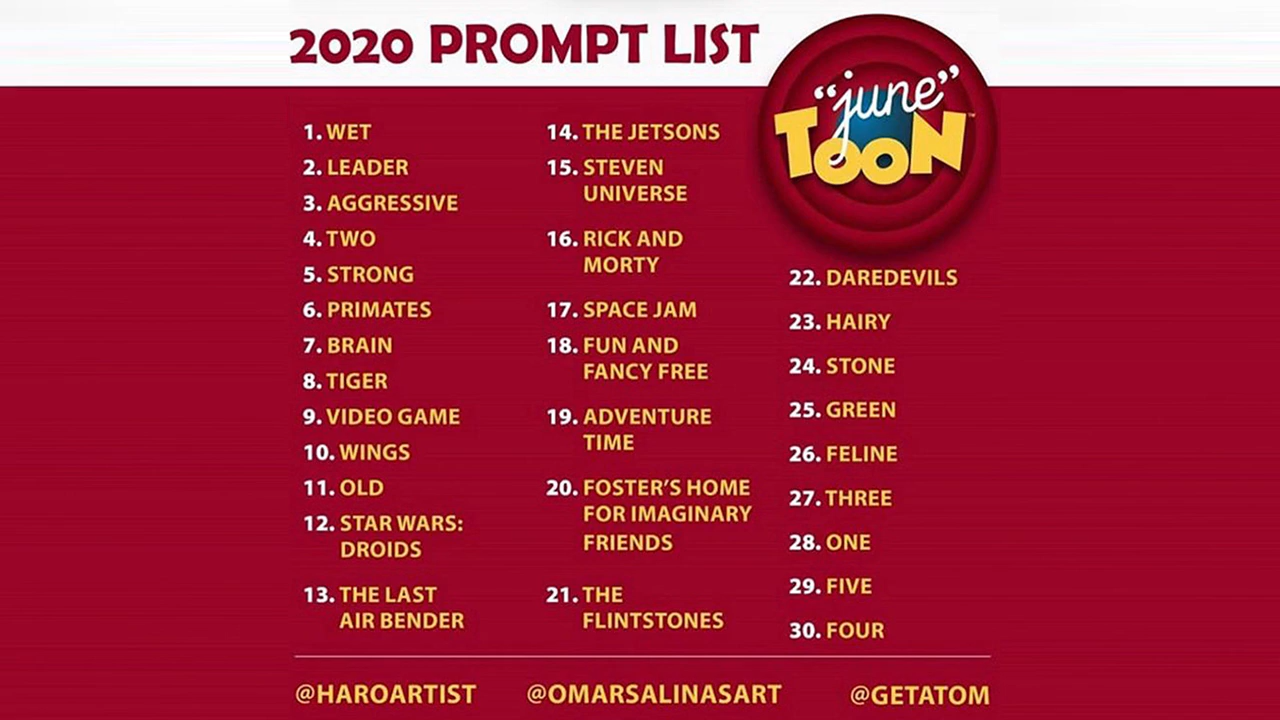 2020 PROMPT LIST
“june”
TOON™
1. WET
2. LEADER
3. AGGRESSIVE
4. TWO
5. STRONG
6. PRIMATES
7. BRAIN
8. TIGER
9. VIDEO GAME
10. WINGS
11. OLD
12. STAR WARS:
DROIDS
13. THE LAST
AIR BENDER
14. THE JETSONS
15. STEVEN
UNIVERSE
16. RICK AND
MORTY
17. SPACE JAM
18. FUN AND
FANCY FREE
19. ADVENTURE
TIME
20. FOSTER’S HOME
FOR IMAGINARY
FRIENDS
21. THE
FLINTSTONES
22. DAREDEVILS
23. HAIRY
24. STONE
25. GREEN
26. FELINE
27. THREE
28. ONE
29. FIVE
30. FOUR
@HAROARTIST
@OMARSALINASART
@GETATOM